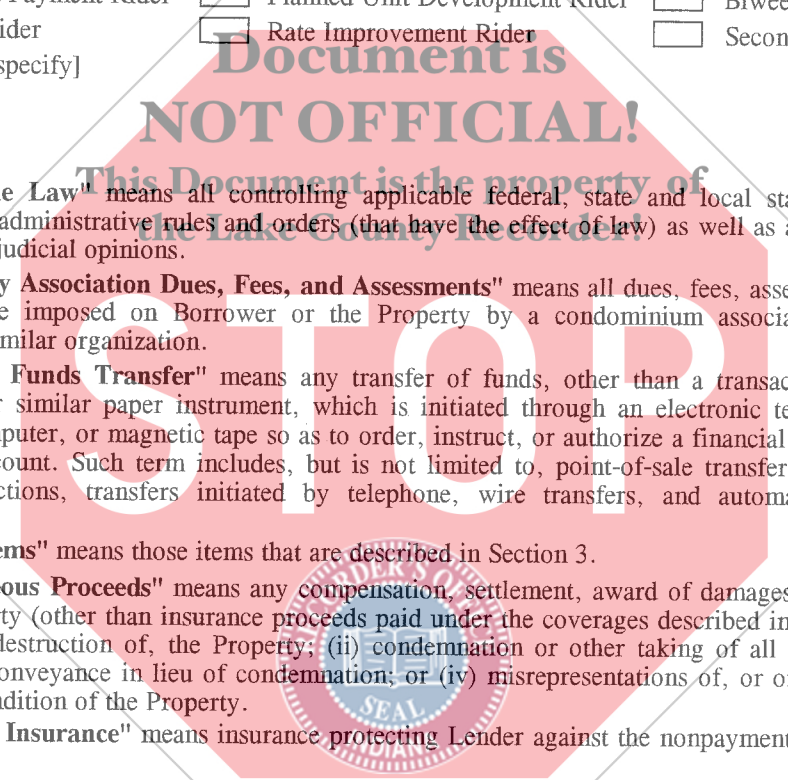 Payment Rider Planned Unit Development Rider Biwee
ider Rate Improvement Rider Secon
specify]
Document is
NOT OFFICIAL!
This Document is the property of
the Lake County Recorder!
le Law" means all controlling applicable federal, state and local sta
administrative rules and orders (that have the effect of law) as well as a
judicial opinions.
y Association Dues, Fees, and Assessments" means all dues, fees, asse
e imposed on Borrower or the Property by a condominium associa
milar organization.
Funds Transfer" means any transfer of funds, other than a transac
r similar paper instrument, which is initiated through an electronic te
puter, or magnetic tape so as to order, instruct, or authorize a financial
count. Such term includes, but is not limited to, point-of-sale transfer
ctions, transfers initiated by telephone, wire transfers, and automa
STOP
ems" means those items that are described in Section 3.
ous Proceeds" means any compensation, settlement, award of damages
rty (other than insurance proceeds paid under the coverages described in
destruction of, the Property; (ii) condemnation or other taking of all
onveyance in lieu of condemnation; or (iv) misrepresentations of, or o
ndition of the Property.
Insurance" means insurance protecting Lender against the nonpayment
RECORDER'S OFFICE
SEAL
INDIANA